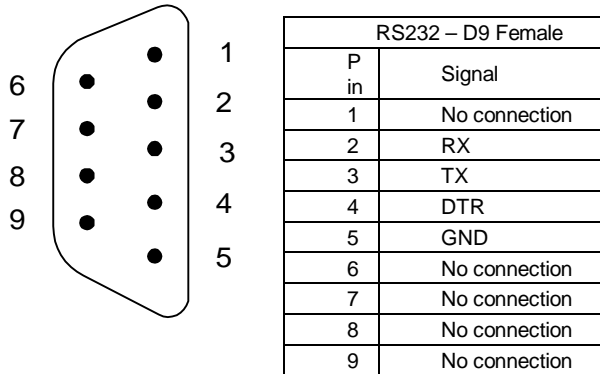 1
2
3
4
5
6
7
8
9
RS232 – D9 Female
P
in Signal
1 No connection
2 RX
3 TX
4 DTR
5 GND
6 No connection
7 No connection
8 No connection
9 No connection